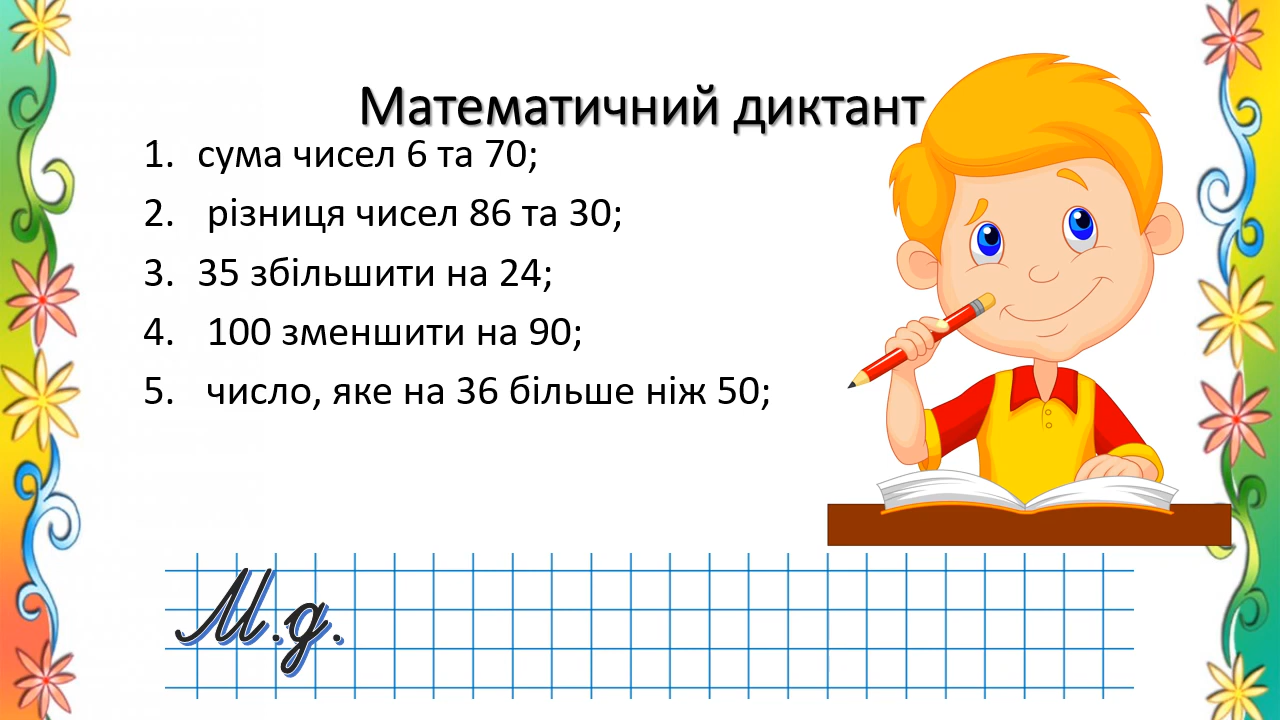 Математичний диктант
1. сума чисел 6 та 70;
2. різниця чисел 86 та 30;
3. 35 збільшити на 24;
4. 100 зменшити на 90;
5. число, яке на 36 більше ніж 50;
М.д.